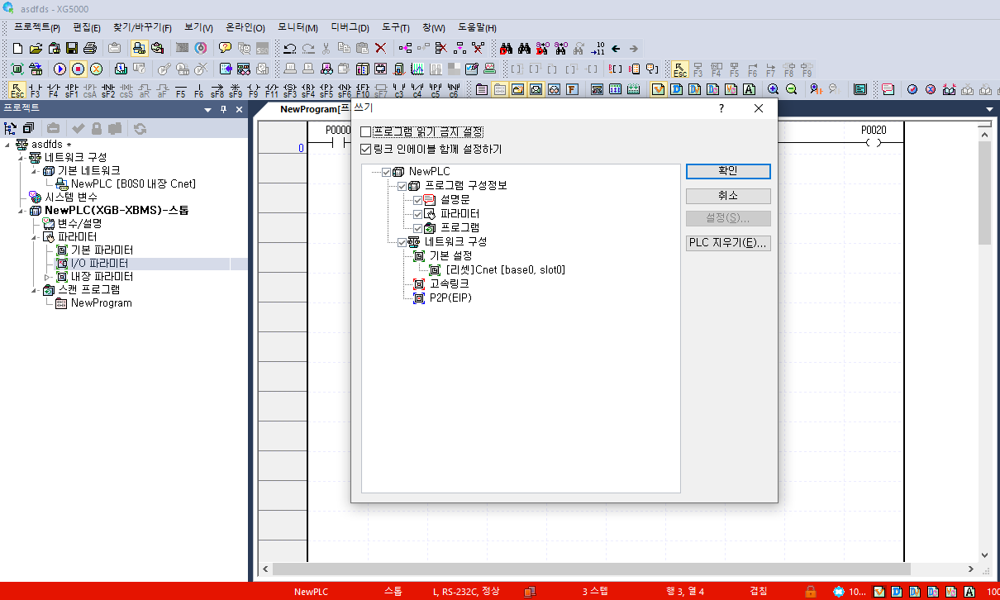 asdfds - XG5000
프로젝트(P) 편집(E) 찾기/바꾸기(F) 보기(V) 온라인(O) 모니터(M) 디버그(D) 도구(T) 창(W) 도움말(H)
Esc F3 F4 F5 F6 F7 F8 F9
Esc F3 F4 sF1 csA sF2 csS aR aF F5 F6 sF8 sF9 F9 F11 sF3 sF4 sF5 sF6 F10 sF7 c3 c4 c5 c6
프로젝트
NewProgram[프
asdfds *
네트워크 구성
기본 네트워크
NewPLC [B0S0 내장 Cnet]
시스템 변수
NewPLC(XGB-XBMS)-스톱
변수/설명
파라미터
기본 파라미터
I/O 파라미터
내장 파라미터
스캔 프로그램
NewProgram
P0000
0
P0020
쓰기
?
프로그램 읽기 금지 설정
링크 인에이블 함께 설정하기
NewPLC
프로그램 구성정보
설명문
파라미터
프로그램
네트워크 구성
기본 설정
[리셋]Cnet [base0, slot0]
고속링크
P2P(EIP)
확인
취소
설정(S)...
PLC 지우기(E)...
NewPLC 스톱 L, RS-232C, 정상 3 스텝 행 3, 열 4 겹침 10... 100